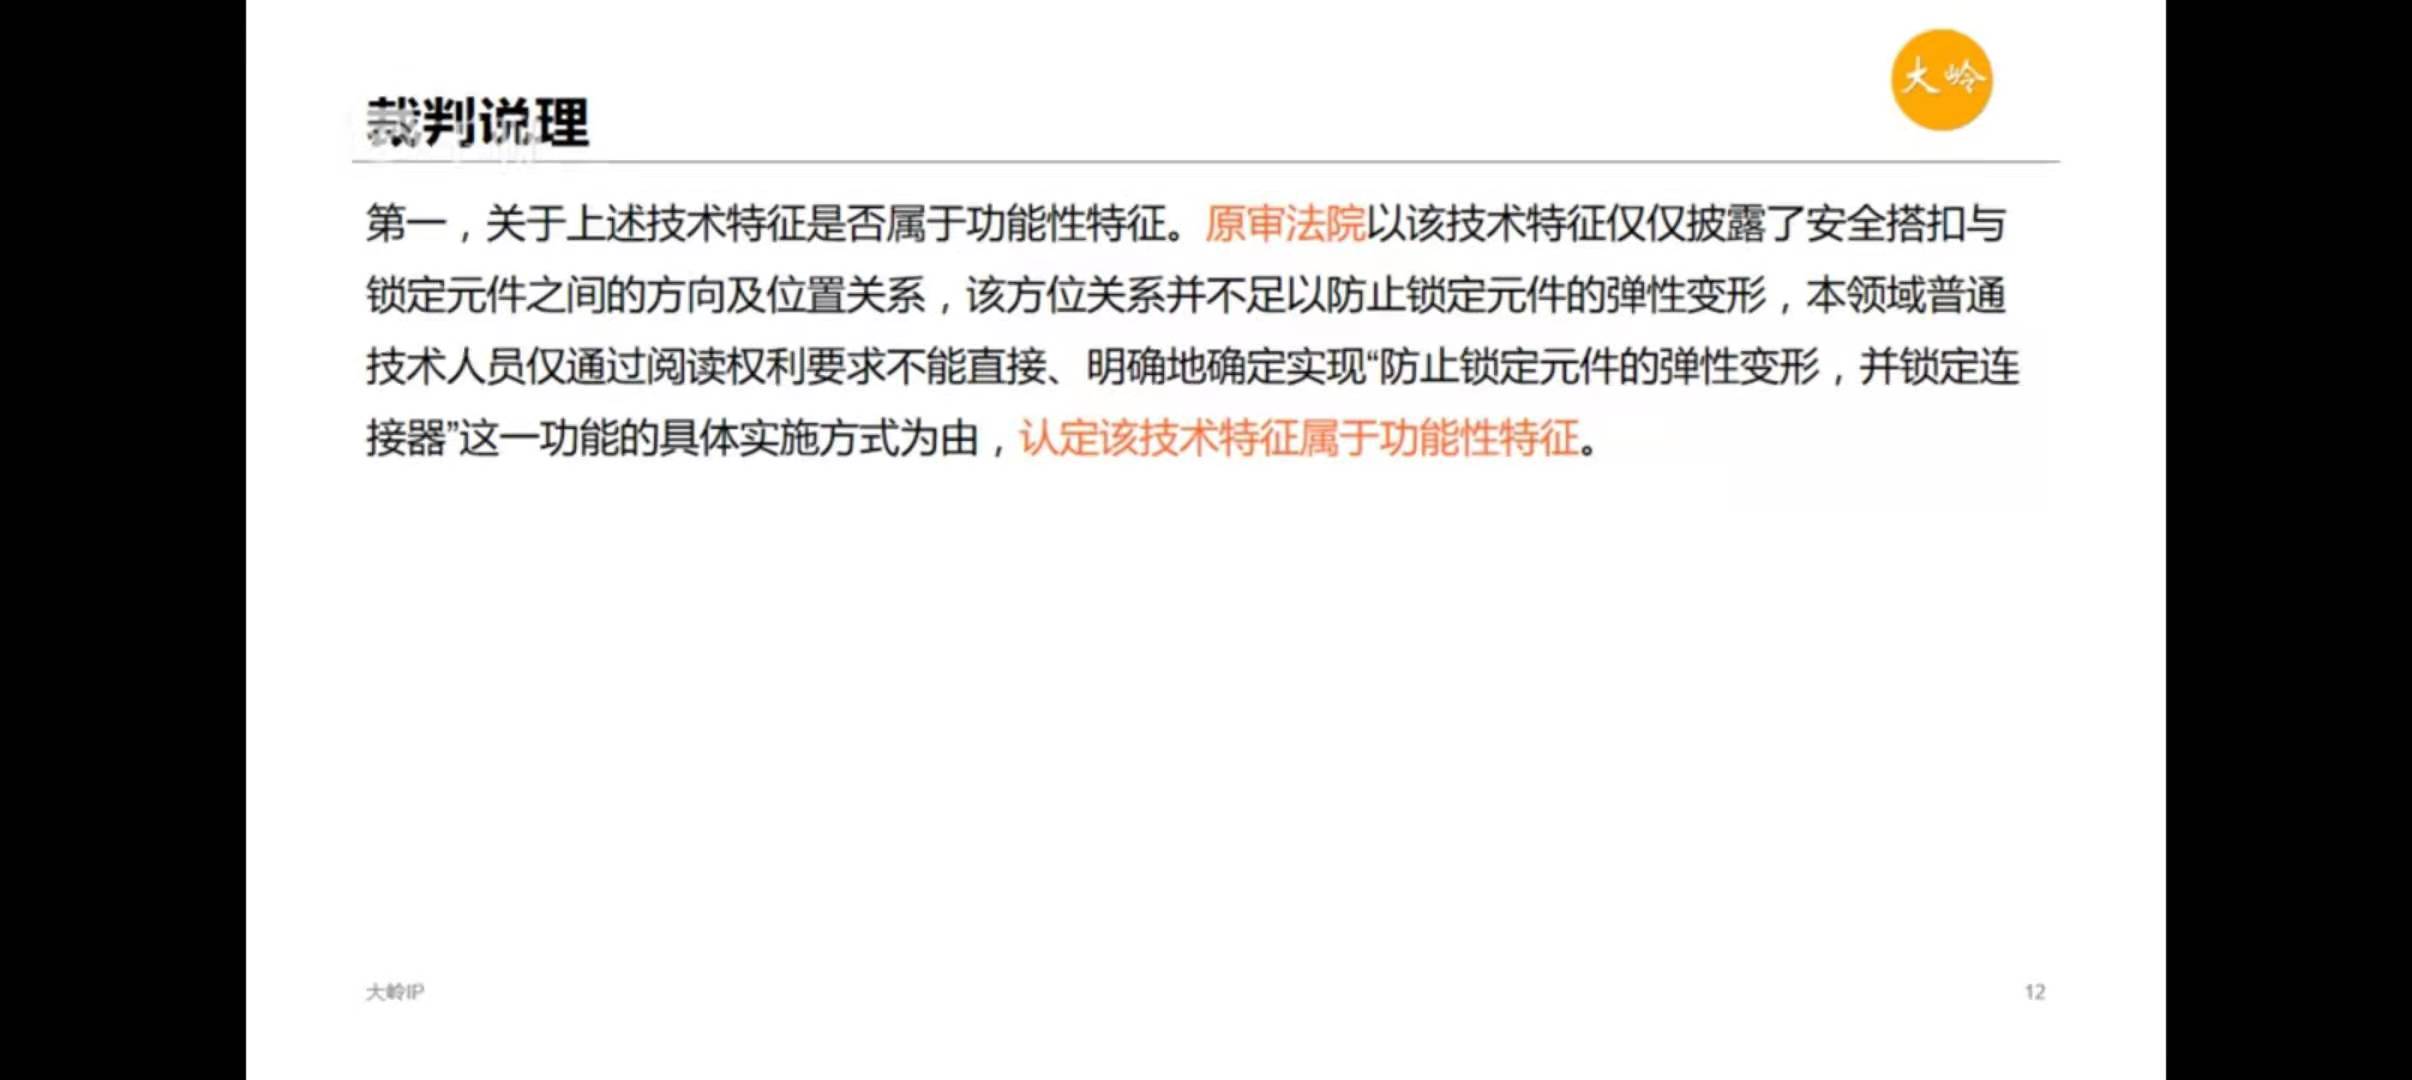 大岭
裁判说理
第一，关于上述技术特征是否属于功能性特征。原审法院以该技术特征仅仅披露了安全搭扣与
锁定元件之间的方向及位置关系，该方位关系并不足以防止锁定元件的弹性变形，本领域普通
技术人员仅通过阅读权利要求不能直接、明确地确定实现“防止锁定元件的弹性变形，并锁定连
接器”这一功能的具体实施方式为由，认定该技术特征属于功能性特征。
大岭IP
12